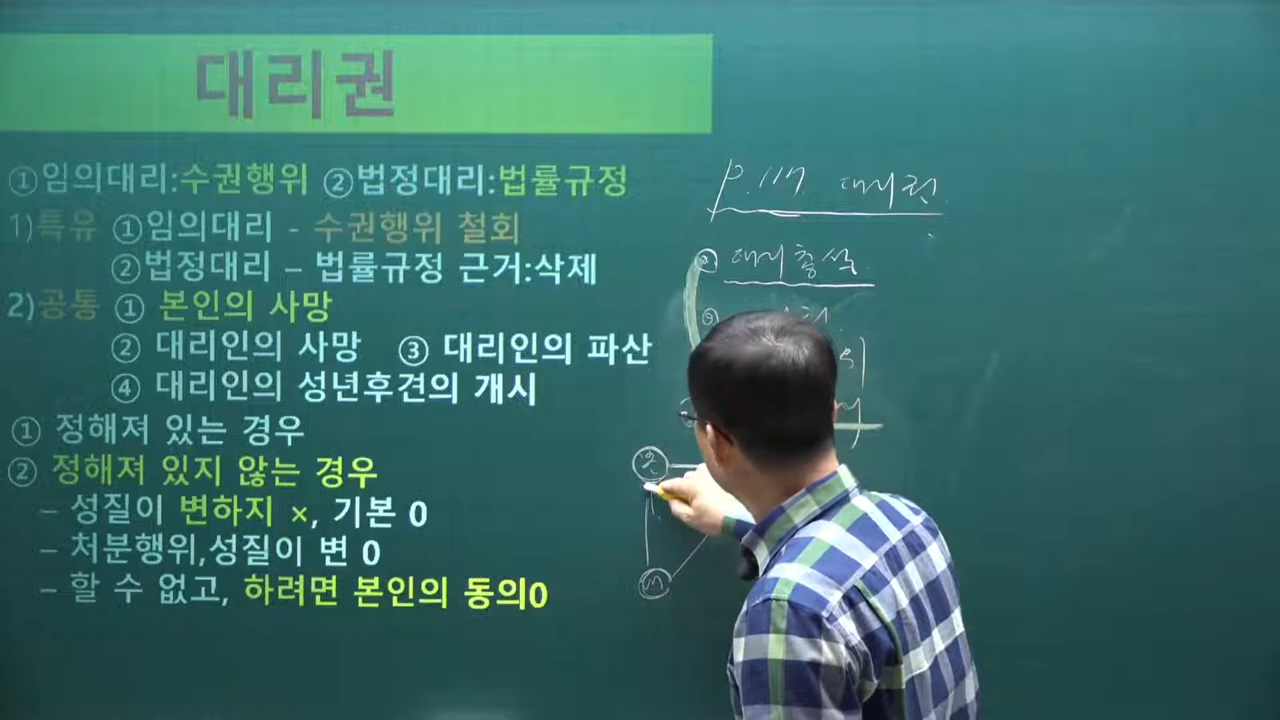 대리권
①임의대리:수권행위 ②법정대리:법률규정
1)특유 ①임의대리 - 수권행위 철회
②법정대리 – 법률규정 근거:삭제
2)공통 ① 본인의 사망
② 대리인의 사망 ③ 대리인의 파산
④ 대리인의 성년후견의 개시
① 정해져 있는 경우
② 정해져 있지 않는 경우
– 성질이 변하지 ×, 기본 0
– 처분행위,성질이 변 0
– 할 수 없고, 하려면 본인의 동의0
P.117. 대리권.
대리총설.
본